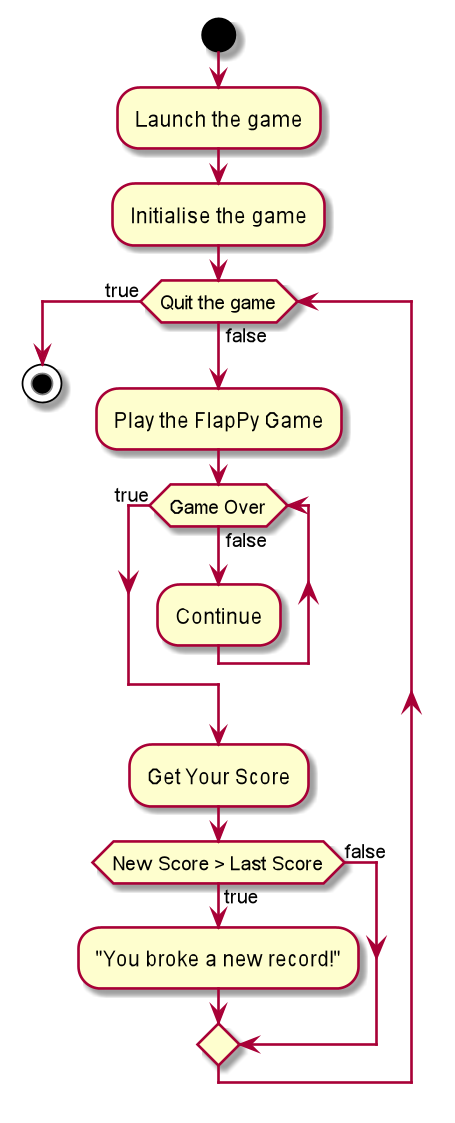 Launch the game
Initialise the game
true
Quit the game
false
Play the FlapPy Game
true
Game Over
false
Continue
Get Your Score
New Score > Last Score
false
true
"You broke a new record!"